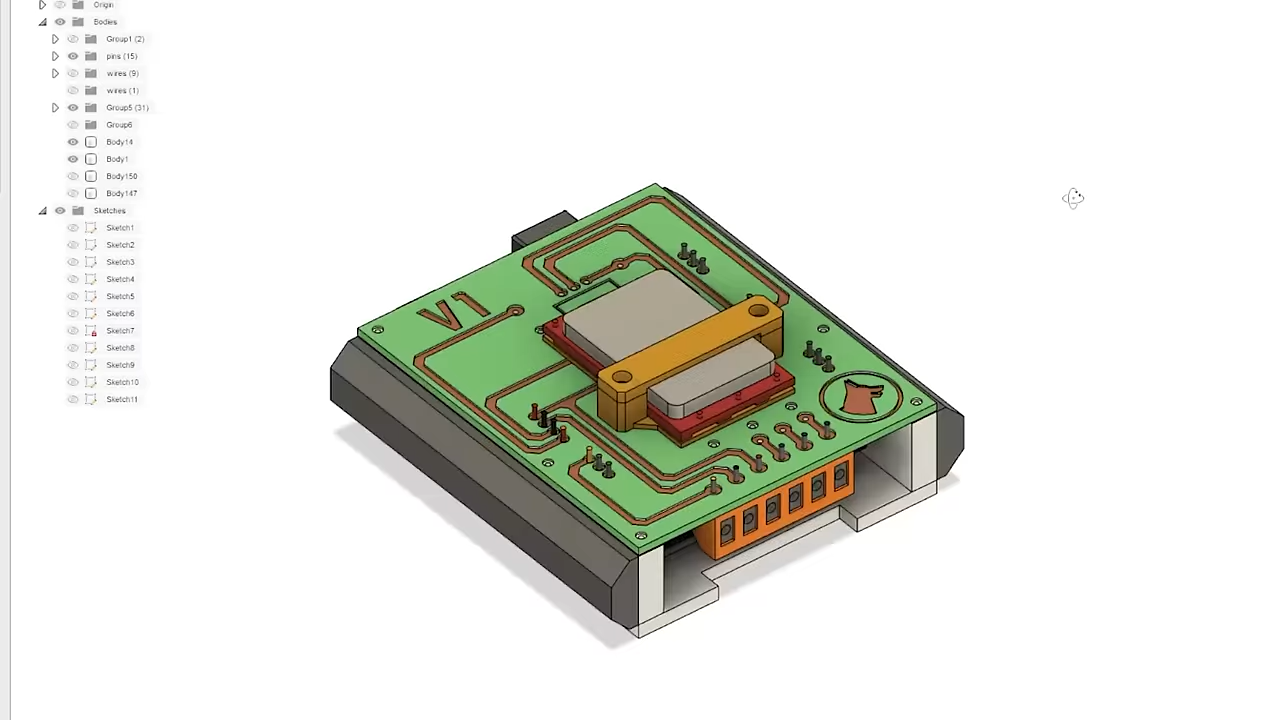 Origin
Bodies
Group1 (2)
pins (15)
wires (9)
wires (1)
Group5 (31)
Group6
Body14
Body1
Body150
Body147
Sketches
Sketch1
Sketch2
Sketch3
Sketch4
Sketch5
Sketch6
Sketch7
Sketch8
Sketch9
Sketch10
Sketch11
V1